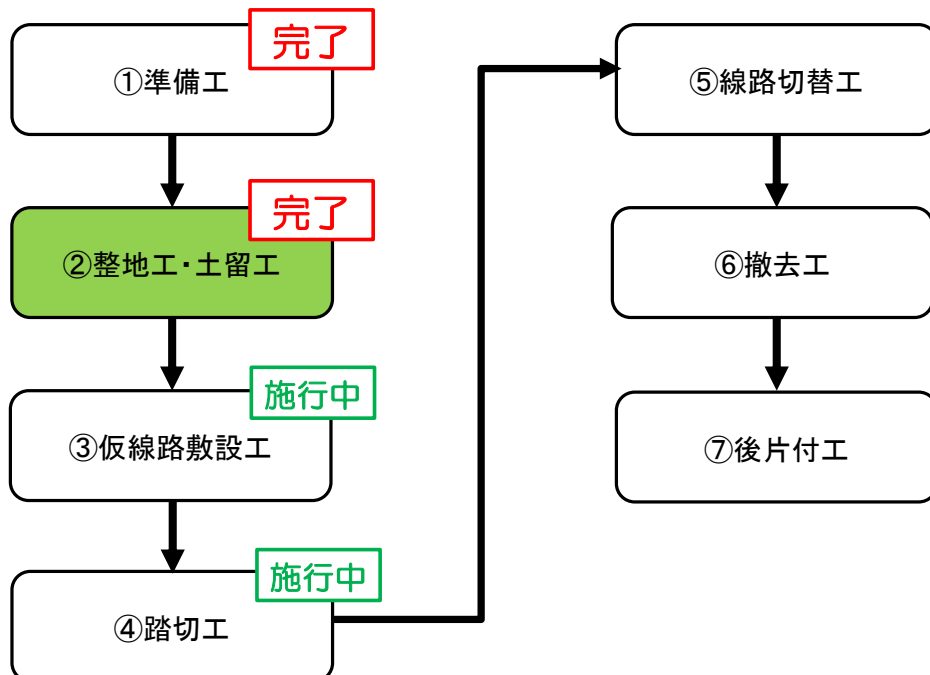 完了
①準備工
完了
②整地工・土留工
施行中
③仮線路敷設工
施行中
④踏切工
⑤線路切替工
⑥撤去工
⑦後片付工